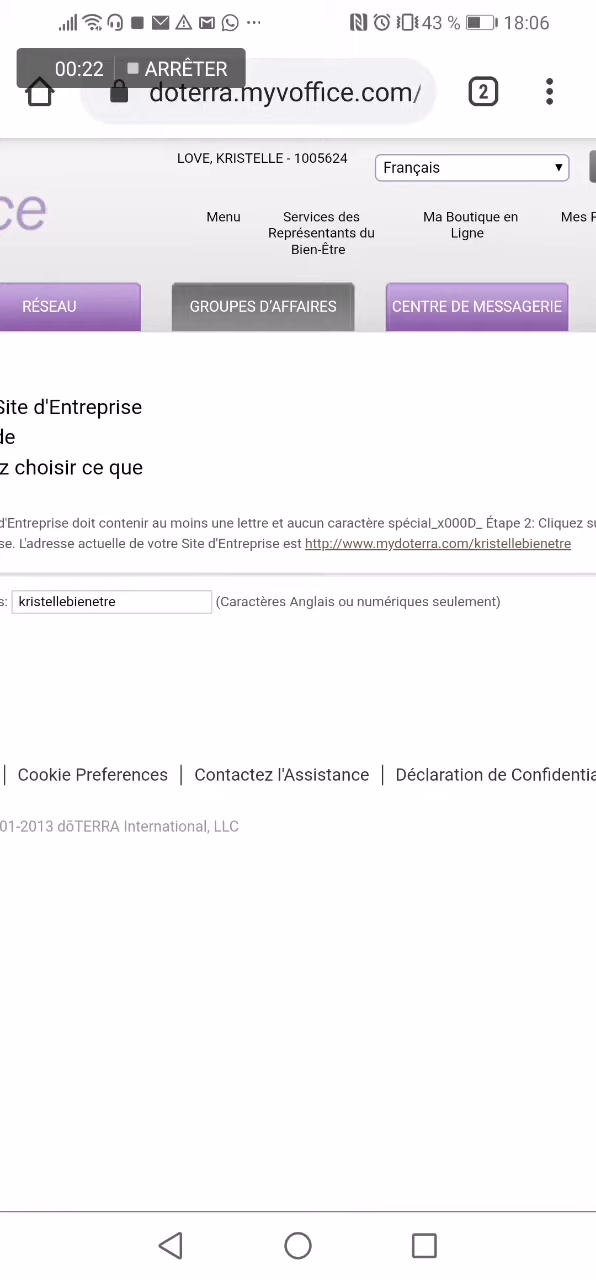 43 % 18:06
00:22 ARRÊTER
doterra.myvoffice.com/
2
LOVE, KRISTELLE - 1005624
Français
ce
Menu
Services des
Représentants du
Bien-Être
Ma Boutique en
Ligne
Mes
RÉSEAU
GROUPES D'AFFAIRES
CENTRE DE MESSAGERIE
Site d'Entreprise
de
z choisir ce que
d'Entreprise doit contenir au moins une lettre et aucun caractère spécial_x000D_ Étape 2: Cliquez su
se. L'adresse actuelle de votre Site d'Entreprise est http://www.mydoterra.com/kristellebienetre
s: kristellebienetre (Caractères Anglais ou numériques seulement)
| Cookie Preferences | Contactez l'Assistance | Déclaration de Confidentia
01-2013 dōTERRA International, LLC